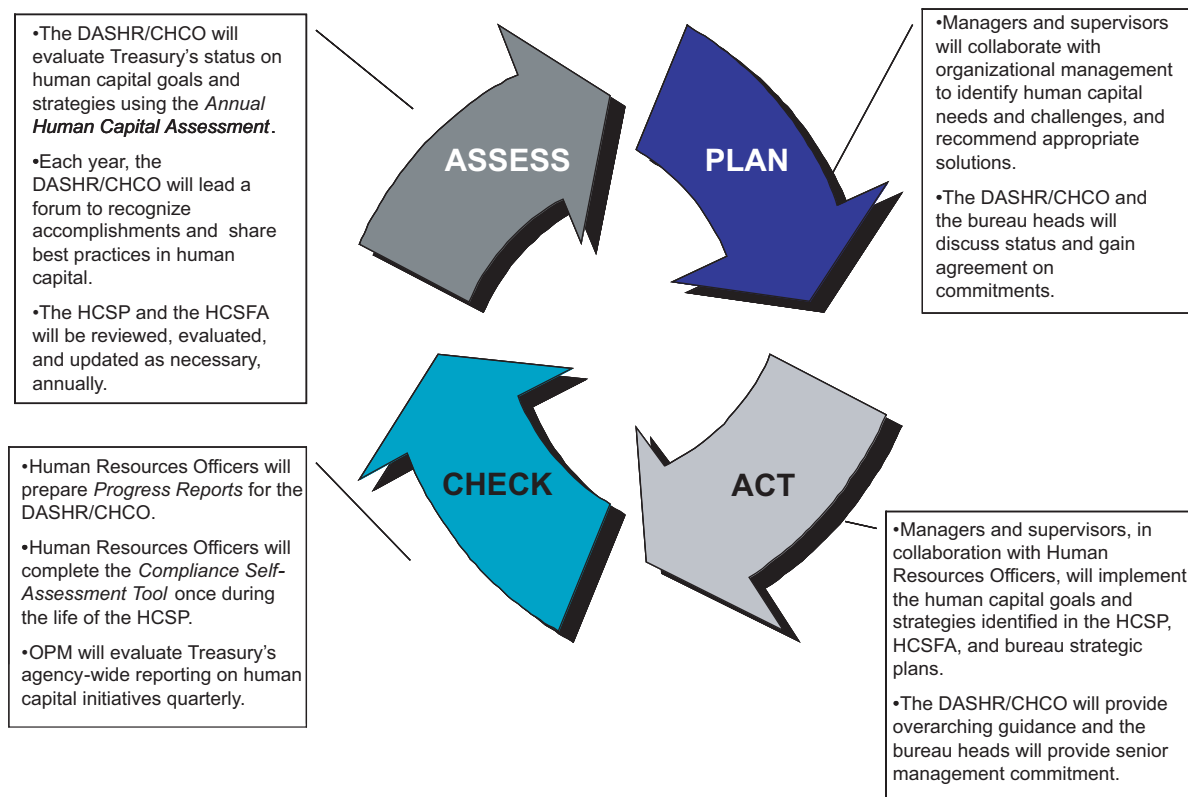 •The DASHR/CHCO will
evaluate Treasury's status on
human capital goals and
strategies using the Annual
Human Capital Assessment.
•Each year, the
DASHR/CHCO will lead a
forum to recognize
accomplishments and share
best practices in human
capital.
•The HCSP and the HCSFA
will be reviewed, evaluated,
and updated as necessary,
annually.
ASSESS
PLAN
•Managers and supervisors
will collaborate with
organizational management
to identify human capital
needs and challenges, and
recommend appropriate
solutions.
•The DASHR/CHCO and
the bureau heads will
discuss status and gain
agreement on
commitments.
•Human Resources Officers will
prepare Progress Reports for the
DASHR/CHCO.
•Human Resources Officers will
complete the Compliance Self-
Assessment Tool once during
the life of the HCSP.
•OPM will evaluate Treasury's
agency-wide reporting on human
capital initiatives quarterly.
CHECK
ACT
•Managers and supervisors, in
collaboration with Human
Resources Officers, will implement
the human capital goals and
strategies identified in the HCSP,
HCSFA, and bureau strategic
plans.
•The DASHR/CHCO will provide
overarching guidance and the
bureau heads will provide senior
management commitment.